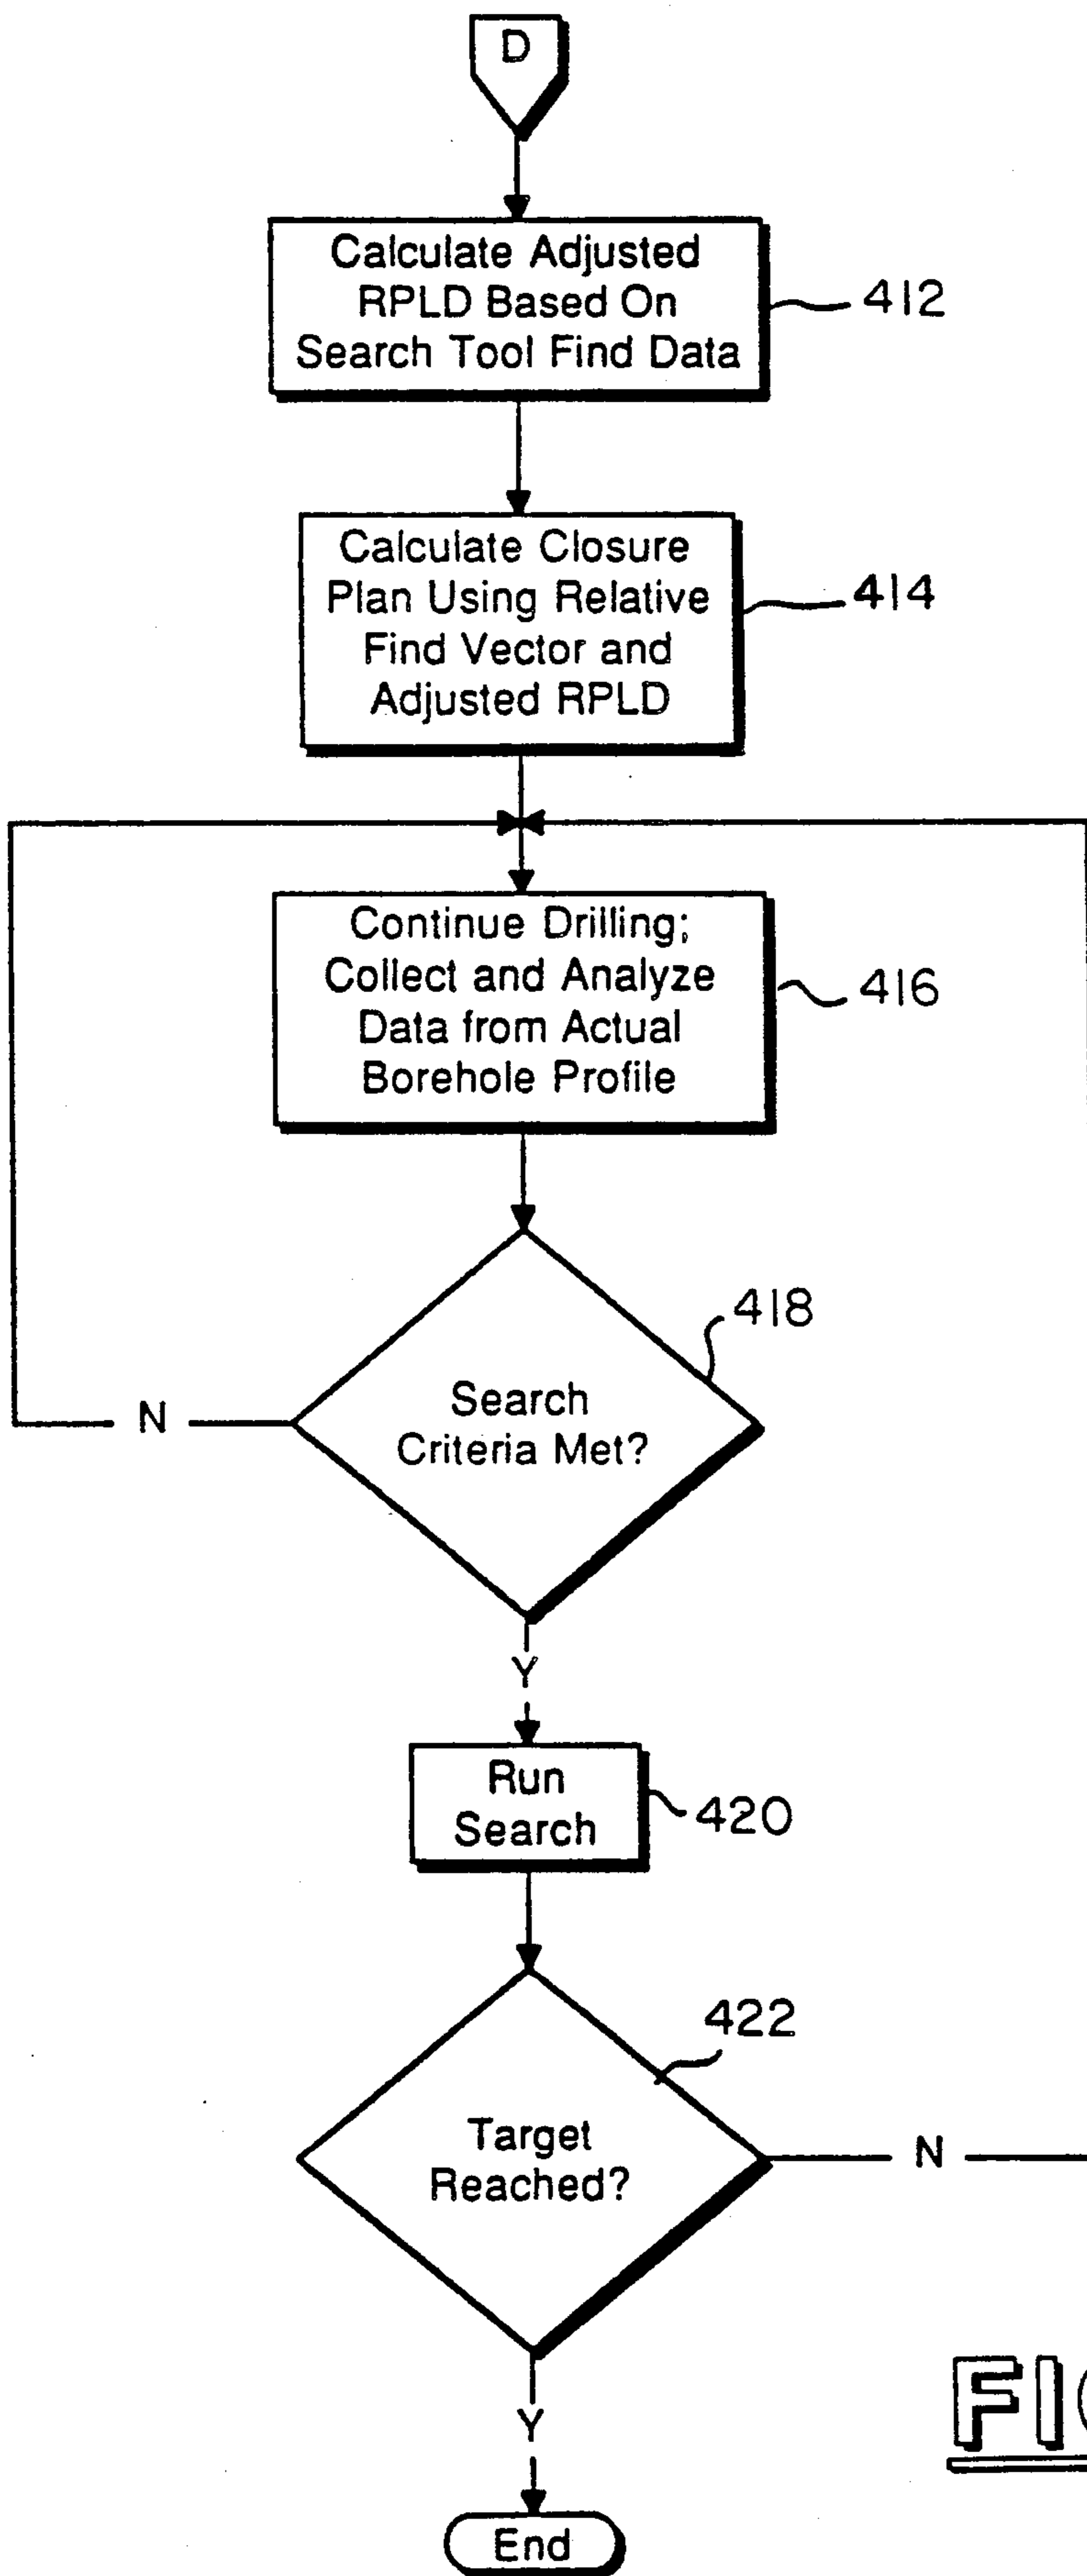 D
Calculate Adjusted
RPLD Based On
Search Tool Find Data
412
Calculate Closure
Plan Using Relative
Find Vector and
Adjusted RPLD
414
Continue Drilling;
Collect and Analyze
Data from Actual
Borehole Profile
416
418
Search
Criteria Met?
N
Y
Run
Search
420
422
Target
Reached?
N
Y
End